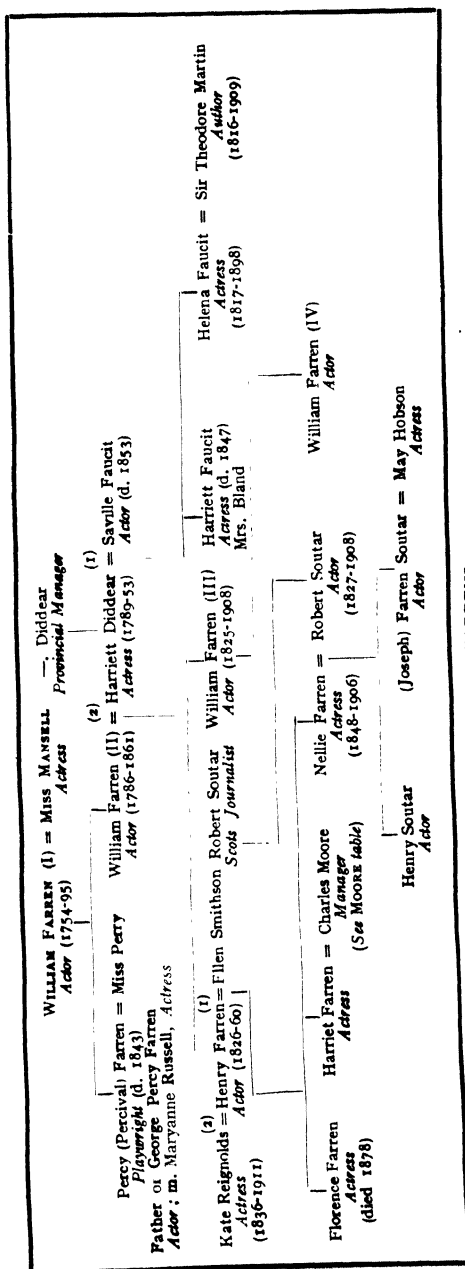 WILLIAM FARREN (I) = MISS MANSELL
Actor (1754-95) Actress
—. Diddear
Provincial Manager
(2) (1)
Percy (Percival) Farren = Miss Perry
Playwright (d. 1843)
Father of George Percy Farren
Actor; m. Maryanne Russell, Actress
William Farren (II) = Harriett Diddear = Saville Faucit
Actor (1786-1861) Actress (1789-53) Actor (d. 1853)
(2) (1)
Kate Reignolds = Henry Farren = Ellen Smithson
Actress Actor (1826-60)
(1836-1911)
Robert Soutar
Scots Journalist
William Farren (III)
Actor (1825-1908)
Harriett Faucit
Actress (d. 1847)
Mrs. Bland
Helena Faucit = Sir Theodore Martin
Actress Author
(1817-1898) (1816-1909)
Florence Farren
Actress
(died 1878)
Harriet Farren = Charles Moore
Actress Manager
(See MOORE table)
Nellie Farren = Robert Soutar
Actress Actor
(1848-1906) (1827-1908)
William Farren (IV)
Actor
Henry Soutar
Actor
(Joseph) Farren Soutar = May Hobson
Actor Actress